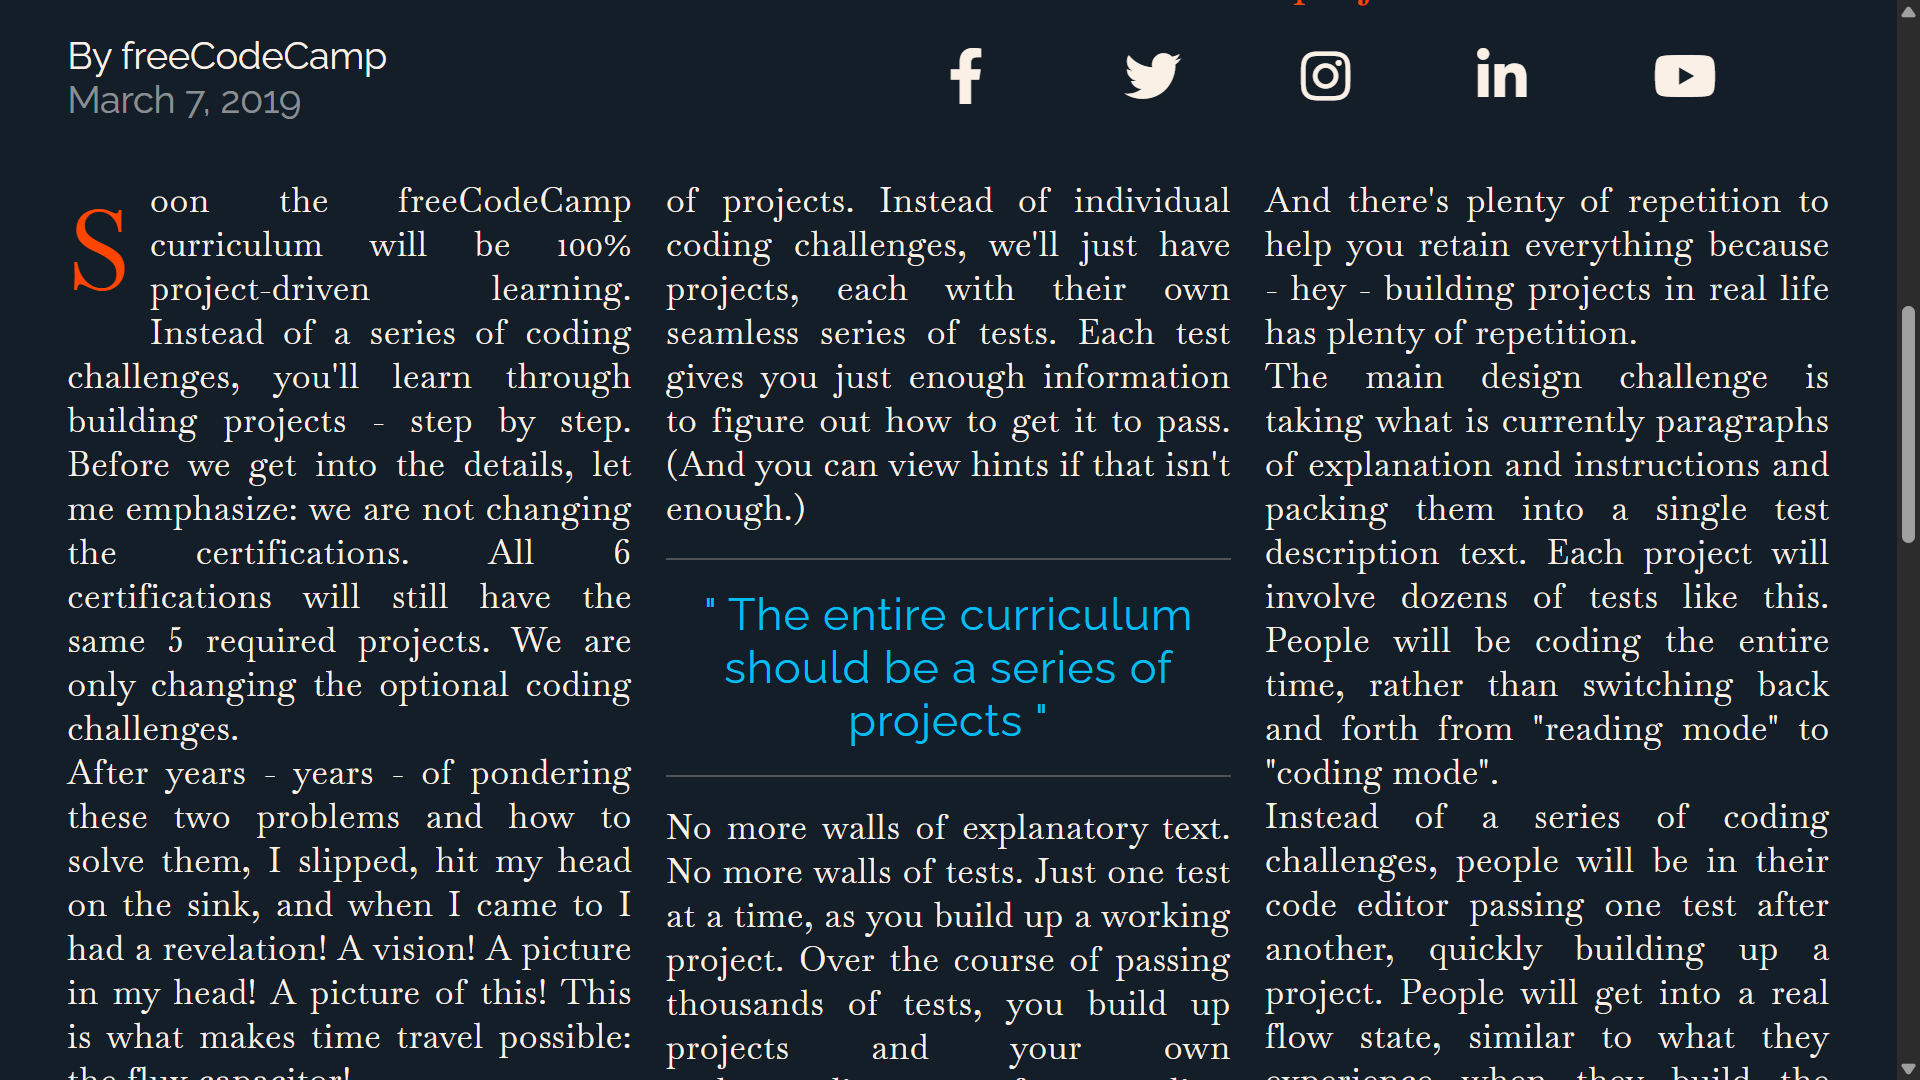 By freeCodeCamp
March 7, 2019
Soon the freeCodeCamp
curriculum will be 100%
project-driven learning.
Instead of a series of coding
challenges, you'll learn through
building projects - step by step.
Before we get into the details, let
me emphasize: we are not changing
the certifications. All 6
certifications will still have the
same 5 required projects. We are
only changing the optional coding
challenges.
After years - years - of pondering
these two problems and how to
solve them, I slipped, hit my head
on the sink, and when I came to I
had a revelation! A vision! A picture
in my head! A picture of this! This
is what makes time travel possible:
the flux capacitor!
of projects. Instead of individual
coding challenges, we'll just have
projects, each with their own
seamless series of tests. Each test
gives you just enough information
to figure out how to get it to pass.
(And you can view hints if that isn't
enough.)
" The entire curriculum
should be a series of
projects "
No more walls of explanatory text.
No more walls of tests. Just one test
at a time, as you build up a working
project. Over the course of passing
thousands of tests, you build up
projects and your own
And there's plenty of repetition to
help you retain everything because
- hey - building projects in real life
has plenty of repetition.
The main design challenge is
taking what is currently paragraphs
of explanation and instructions and
packing them into a single test
description text. Each project will
involve dozens of tests like this.
People will be coding the entire
time, rather than switching back
and forth from "reading mode" to
"coding mode".
Instead of a series of coding
challenges, people will be in their
code editor passing one test after
another, quickly building up a
project. People will get into a real
flow state, similar to what they
experience when they build the